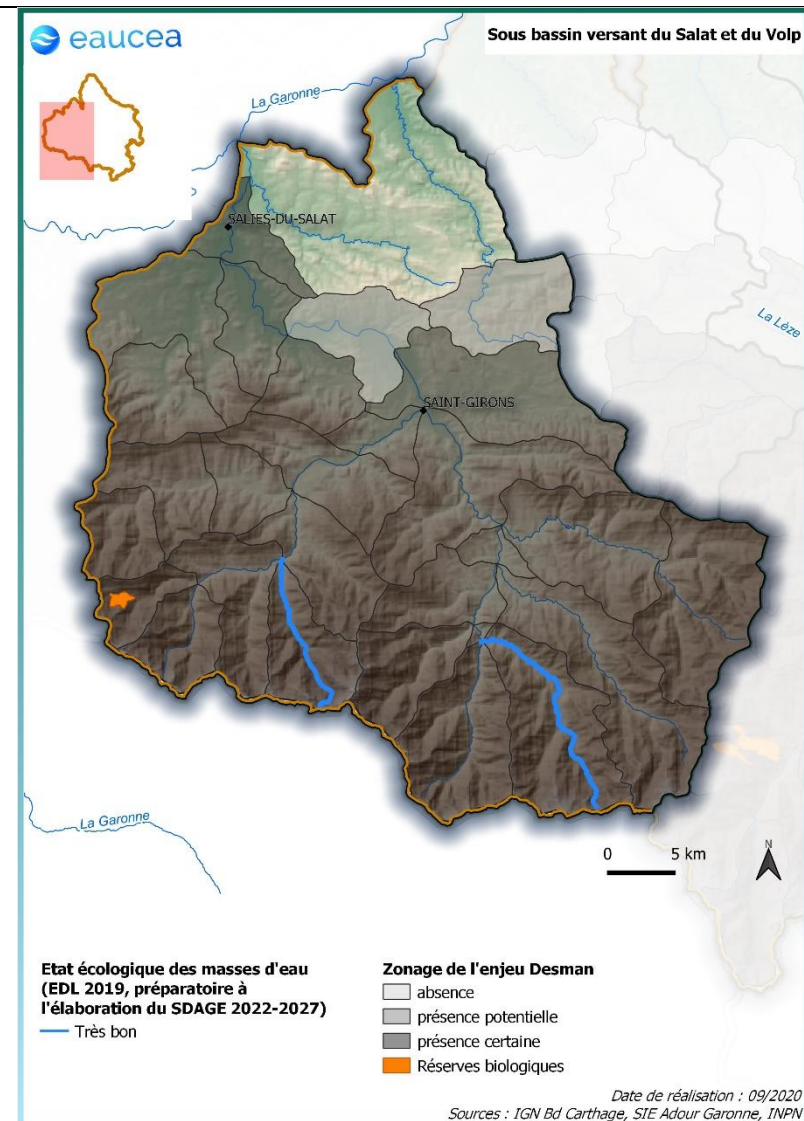 eaucea
Sous bassin versant du Salat et du Volp
La Garonne
SALIES-DU-SALAT
La Lèze
SAINT-GIRONS
La Garonne
0 5 km
N
Etat écologique des masses d'eau
(EDL 2019, préparatoire à
l'élaboration du SDAGE 2022-2027)
Très bon
Zonage de l'enjeu Desman
absence
présence potentielle
présence certaine
Réserves biologiques
Date de réalisation : 09/2020
Sources : IGN Bd Carthage, SIE Adour Garonne, INPN